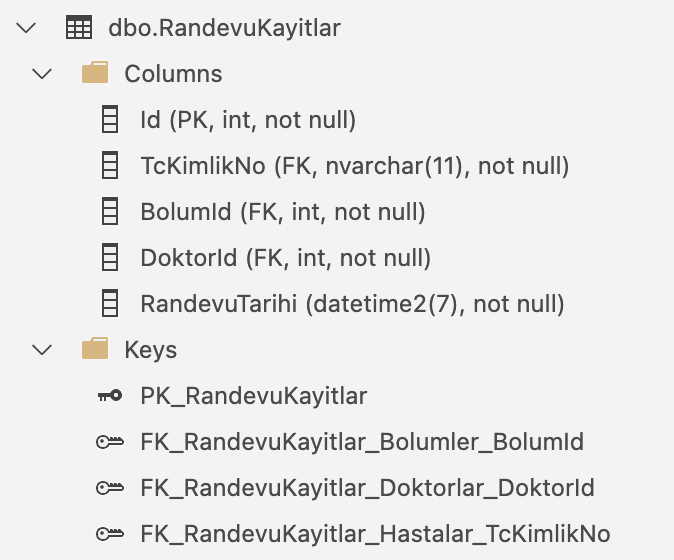 dbo.RandevuKayitlar
Columns
Id (PK, int, not null)
TcKimlikNo (FK, nvarchar(11), not null)
BolumId (FK, int, not null)
DoktorId (FK, int, not null)
RandevuTarihi (datetime2(7), not null)
Keys
PK_RandevuKayitlar
FK_RandevuKayitlar_Bolumler_BolumId
FK_RandevuKayitlar_Doktorlar_DoktorId
FK_RandevuKayitlar_Hastalar_TcKimlikNo